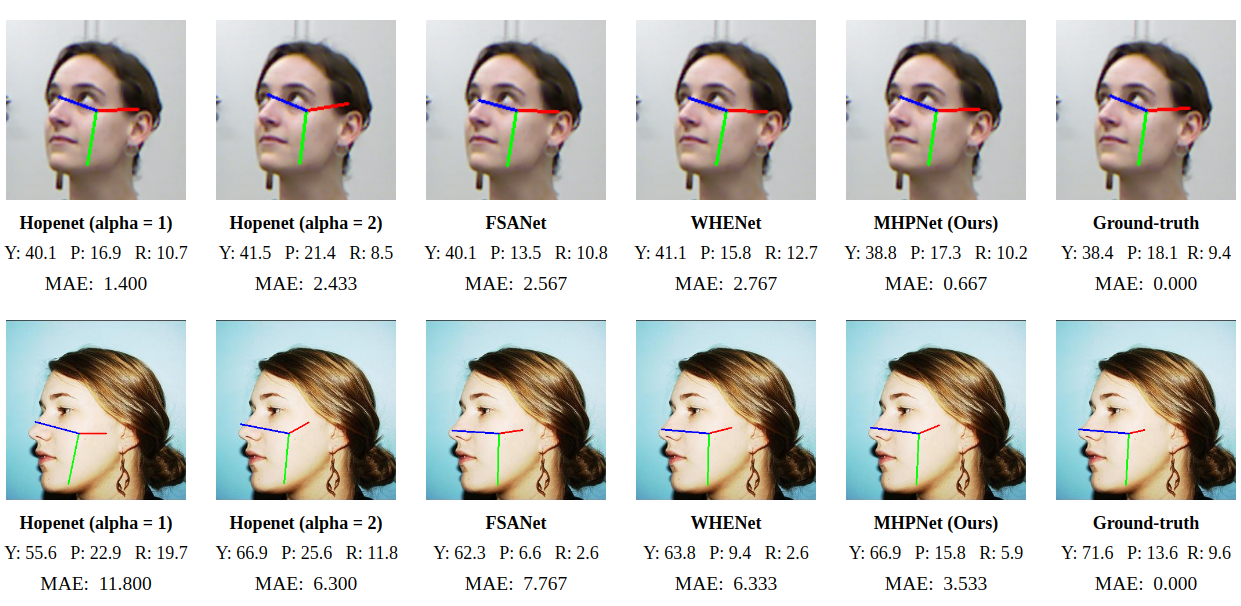 Hopenet (alpha = 1) Hopenet (alpha = 2) FSANet WHENet MHPNet (Ours) Ground-truth
Y: 40.1 P: 16.9 R: 10.7 Y: 41.5 P: 21.4 R: 8.5 Y: 40.1 P: 13.5 R: 10.8 Y: 41.1 P: 15.8 R: 12.7 Y: 38.8 P: 17.3 R: 10.2 Y: 38.4 P: 18.1 R: 9.4
MAE: 1.400 MAE: 2.433 MAE: 2.567 MAE: 2.767 MAE: 0.667 MAE: 0.000
Hopenet (alpha = 1) Hopenet (alpha = 2) FSANet WHENet MHPNet (Ours) Ground-truth
Y: 55.6 P: 22.9 R: 19.7 Y: 66.9 P: 25.6 R: 11.8 Y: 62.3 P: 6.6 R: 2.6 Y: 63.8 P: 9.4 R: 2.6 Y: 66.9 P: 15.8 R: 5.9 Y: 71.6 P: 13.6 R: 9.6
MAE: 11.800 MAE: 6.300 MAE: 7.767 MAE: 6.333 MAE: 3.533 MAE: 0.000